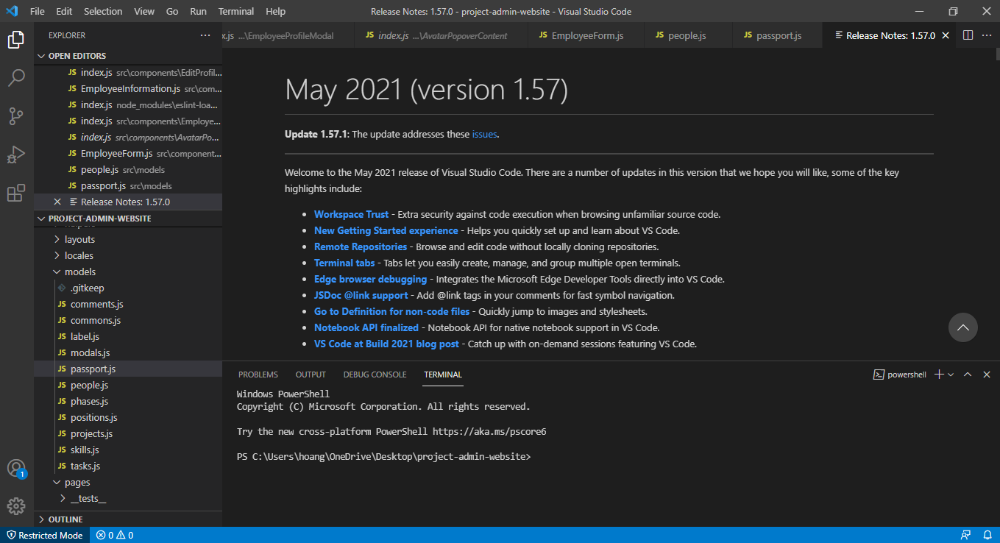 File Edit Selection View Go Run Terminal Help
Release Notes: 1.57.0 - project-admin-website - Visual Studio Code
EXPLORER
OPEN EDITORS
JS index.js src\components\EditProfil...
JS EmployeeInformation.js src\com...
JS index.js node_modules\eslint-loa...
JS index.js src\components\Employe...
JS index.js src\components\AvatarPo...
JS EmployeeForm.js src\component...
JS people.js src\models
JS passport.js src\models
Release Notes: 1.57.0
PROJECT-ADMIN-WEBSITE
layouts
locales
models
.gitkeep
JS comments.js
JS commons.js
JS label.js
JS modals.js
JS passport.js
JS people.js
JS phases.js
JS positions.js
JS projects.js
JS skills.js
JS tasks.js
pages
__tests__
OUTLINE
x.js ...\EmployeeProfileModal
JS index.js ...\AvatarPopoverContent
JS EmployeeForm.js
JS people.js
JS passport.js
Release Notes: 1.57.0
May 2021 (version 1.57)
Update 1.57.1: The update addresses these issues.
Welcome to the May 2021 release of Visual Studio Code. There are a number of updates in this version that we hope you will like, some of the key
highlights include:
• Workspace Trust - Extra security against code execution when browsing unfamiliar source code.
• New Getting Started experience - Helps you quickly set up and learn about VS Code.
• Remote Repositories - Browse and edit code without locally cloning repositories.
• Terminal tabs - Tabs let you easily create, manage, and group multiple open terminals.
• Edge browser debugging - Integrates the Microsoft Edge Developer Tools directly into VS Code.
• JSDoc @link support - Add @link tags in your comments for fast symbol navigation.
• Go to Definition for non-code files - Quickly jump to images and stylesheets.
• Notebook API finalized - Notebook API for native notebook support in VS Code.
• VS Code at Build 2021 blog post - Catch up with on-demand sessions featuring VS Code.
PROBLEMS OUTPUT DEBUG CONSOLE TERMINAL
powershell
Windows PowerShell
Copyright (C) Microsoft Corporation. All rights reserved.
Try the new cross-platform PowerShell https://aka.ms/pscore6
PS C:\Users\hoang\OneDrive\Desktop\project-admin-website>
1
Restricted Mode 0 0